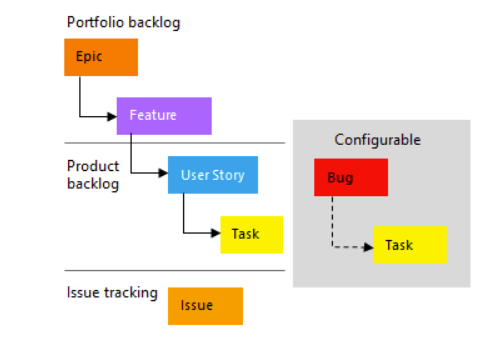 Portfolio backlog
Epic
Feature
Product
backlog
User Story
Task
Configurable
Bug
Task
Issue tracking
Issue